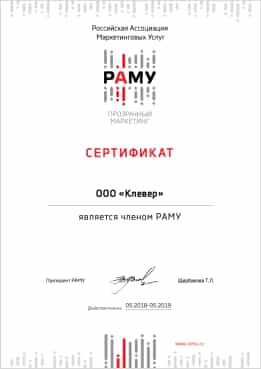 Российская Ассоциация
Маркетинговых Услуг
РАМУ
ПРОЗРАЧНЫЙ
МАРКЕТИНГ
СЕРТИФИКАТ
ООО «Клевер»
является членом РАМУ
Президент РАМУ
Щербакова Т.Л.
Действительно 05.2018-05.2019
www.ramu.ru